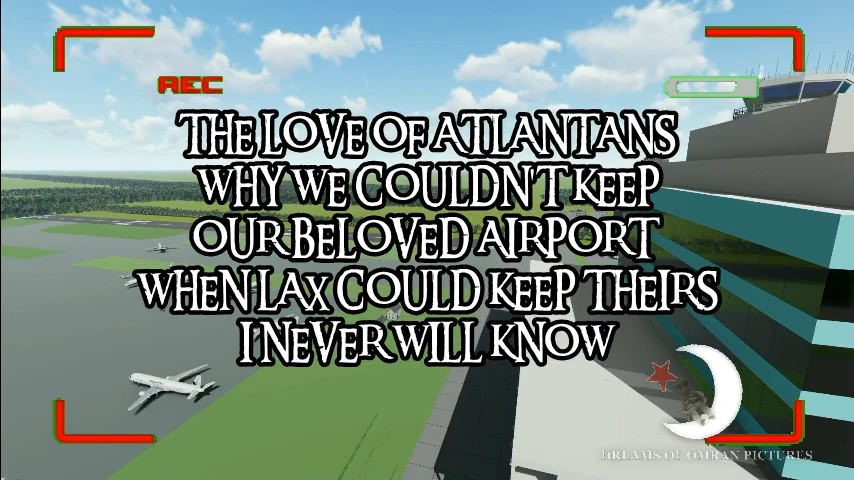 REC
THE LOVE OF ATLANTANS
WHY WE COULDN'T KEEP
OUR BELOVED AIRPORT
WHEN LAX COULD KEEP THEIRS
I NEVER WILL KNOW
DREAMS OF OMRAN PICTURES